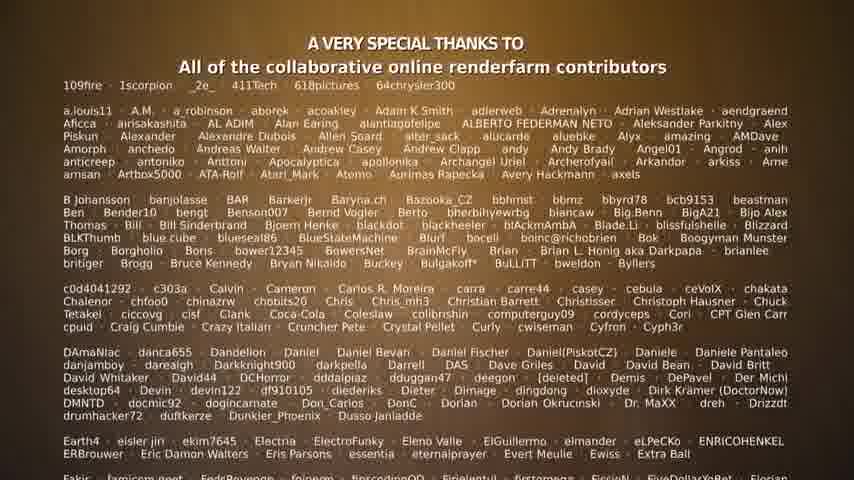 A VERY SPECIAL THANKS TO
All of the collaborative online renderfarm contributors
109fire · 1scorpion · _2e_ · 411Tech · 618pictures · 64chrysler300
a.louis11 · A.M. · a_robinson · aborek · acoakley · Adam K Smith · adlerweb · Adrenalyn · Adrian Westlake · aendgraend
Aficca · airisakashita · AL ADIM · Alan Earing · alantiagofelipe · ALBERTO FEDERMAN NETO · Aleksander Parkitny · Alex
Piskun · Alexander · Alexandre Dubois · Allen Soard · alter_sack · alucarde · aluebke · Alyx · amazing · AMDave
Amorph · anchedo · Andreas Walter · Andrew Casey · Andrew Clapp · andy · Andy Brady · Angel01 · Angrod · anih
anticreep · antoniko · Anttoni · Apocalyptica · apollonika · Archangel Uriel · Archerofail · Arkandor · arkiss · Arne
arnsan · Artbox5000 · ATA-Rolf · Atari_Mark · Atomo · Aurimas Rapecka · Avery Hackmann · axels
B Johansson · banjolasse · BAR · BarkerJr · Baryna.ch · Bazooka_CZ · bbhmst · bbmz · bbyrd78 · bcb9153 · beastman
Ben · Bender10 · bengt · Benson007 · Bernd Vogler · Berto · bherbihyewrbg · biancaw · Big.Benn · BigA21 · Bijo Alex
Thomas · Bill · Bill Sinderbrand · Bjoern Henke · blackdot · blackheeler · blAckmAmbA · Blade.Li · blissfulshelle · Blizzard
BLKThumb · blue.cube · blueseal86 · BlueStateMachine · Blurf · bocell · boinc@richobrien · Bok · Boogyman Munster
Borg · Borgholio · Boris · bower12345 · BowersNet · BrainMcFly · Brian · Brian L. Honig aka Darkpapa · brianlee
britiger · Brogg · Bruce Kennedy · Bryan Nikaido · Buckey · Bulgakoff* · BuLLiTT · bweldon · Byllers
c0d4041292 · c303a · Calvin · Cameron · Carlos R. Moreira · carra · carre44 · casey · cebula · ceVolX · chakata
Chalenor · chfoo0 · chinazrw · chobits20 · Chris · Chris_mh3 · Christian Barrett · Christisser · Christoph Hausner · Chuck
Tetakel · ciccovg · cisf · Clank · Coca-Cola · Coleslaw · colibrishin · computerguy09 · cordyceps · Cori · CPT Glen Carr
cpuid · Craig Cumbie · Crazy Italian · Cruncher Pete · Crystal Pellet · Curly · cwiseman · Cyfron · Cyph3r
DAmaNIac · danca655 · Dandelion · Daniel · Daniel Bevan · Daniel Fischer · Daniel(PiskotCZ) · Daniele · Daniele Pantaleo
danjamboy · darealgh · Darkknight900 · darkpella · Darrell · DAS · Dave Griles · David · David Bean · David Britt
David Whitaker · David44 · DCHorror · dddalpiaz · dduggan47 · deegon · [deleted] · Demis · DePavel · Der Michl
desktop64 · Devin · devin122 · df910105 · diederiks · Dieter · Dimage · dingdong · dioxyde · Dirk Krämer (DoctorNow)
DMNTD · docmic92 · dogincarnate · Don_Carlos · DonC · Dorian · Dorian Okrucinski · Dr. MaXX · dreh · Drizzdt
drumhacker72 · duftkerze · Dunkler_Phoenix · Dusso Janladde
Earth4 · eisler jiri · ekim7645 · Electria · ElectroFunky · Eleno Valle · ElGuillermo · elmander · eLPeCKo · ENRICOHENKEL
ERBrouwer · Eric Damon Walters · Eris Parsons · essentia · eternalprayer · Evert Meulie · Ewiss · Extra Ball